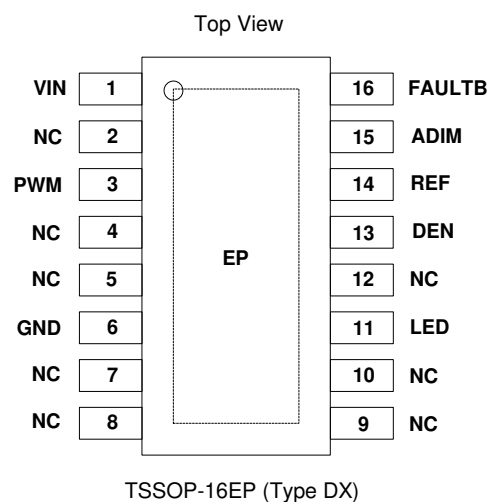 Top View
VIN 1 16 FAULTB
NC 2 15 ADIM
PWM 3 14 REF
NC 4 13 DEN
EP
NC 5 12 NC
GND 6 11 LED
NC 7 10 NC
NC 8 9 NC
TSSOP-16EP (Type DX)